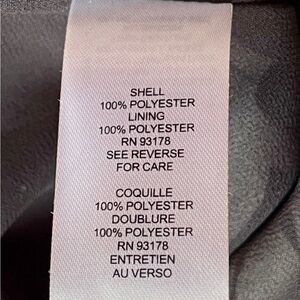 SHELL
100% POLYESTER
LINING
100% POLYESTER
RN 93178
SEE REVERSE
FOR CARE
COQUILLE
100% POLYESTER
DOUBLURE
100% POLYESTER
RN 93178
ENTRETIEN
AU VERSO